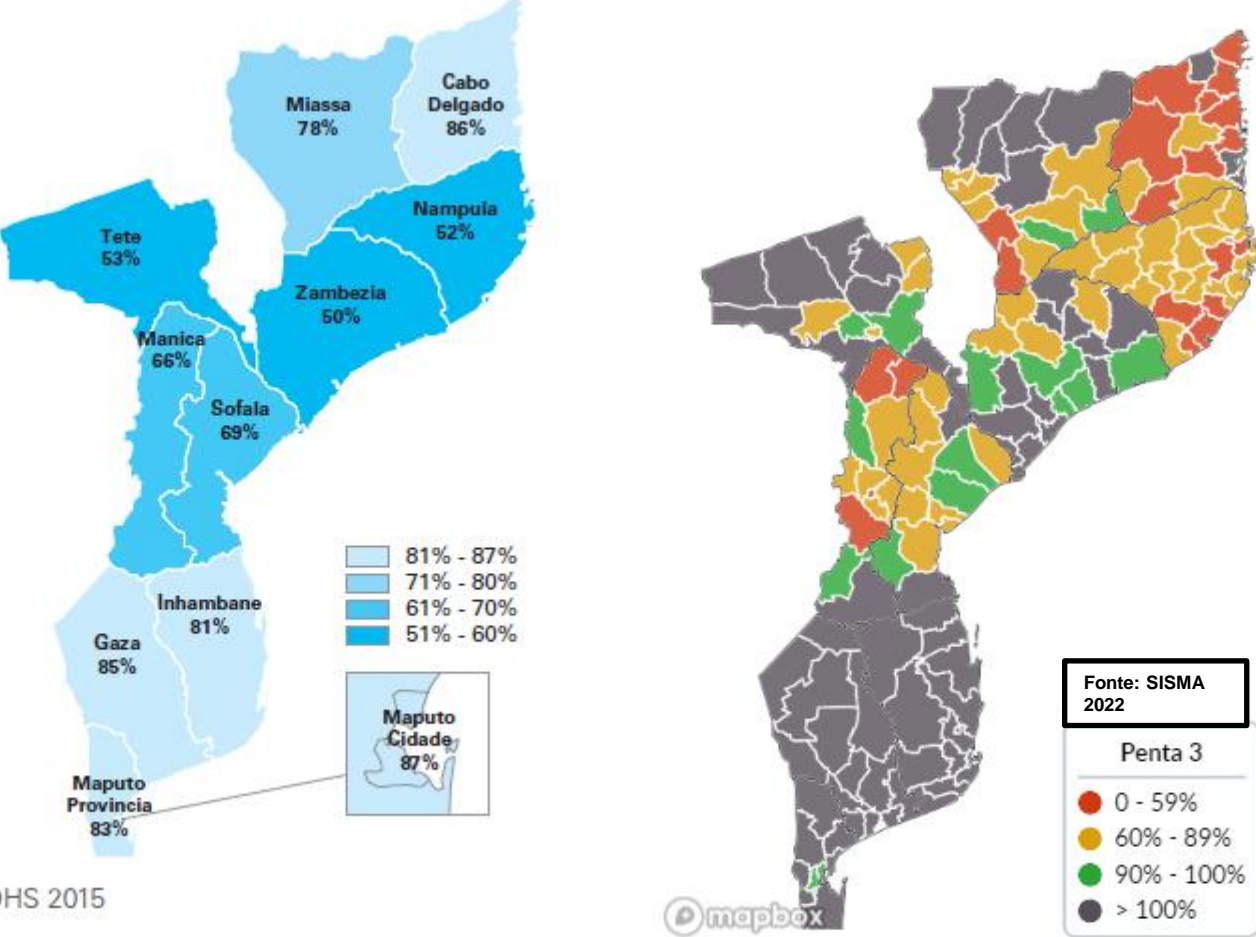 Miassa
78%
Cabo
Delgado
86%
Nampula
52%
Tete
53%
Zambezia
50%
Manica
66%
Sofala
69%
Inhambane
81%
Gaza
85%
Maputo
Provincia
83%
Maputo
Cidade
87%
81% - 87%
71% - 80%
61% - 70%
51% - 60%
HS 2015
Fonte: SISMA
2022
Penta 3
0 - 59%
60% - 89%
90% - 100%
> 100%
mapbox